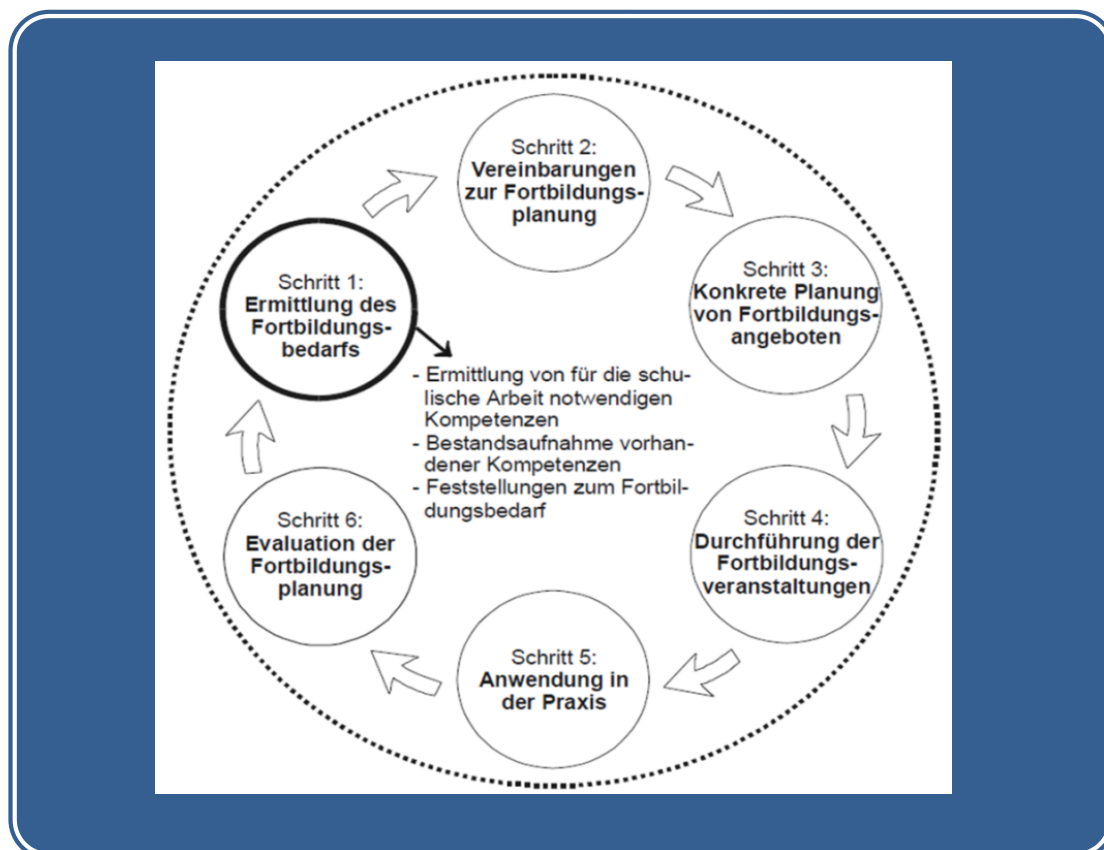 Schritt 1:
Ermittlung des
Fortbildungs-
bedarfs
- Ermittlung von für die schu-
lische Arbeit notwendigen
Kompetenzen
- Bestandsaufnahme vorhan-
dener Kompetenzen
- Feststellungen zum Fortbil-
dungsbedarf
Schritt 2:
Vereinbarungen
zur Fortbildungs-
planung
Schritt 3:
Konkrete Planung
von Fortbildungs-
angeboten
Schritt 4:
Durchführung der
Fortbildungs-
veranstaltungen
Schritt 5:
Anwendung in
der Praxis
Schritt 6:
Evaluation der
Fortbildungs-
planung